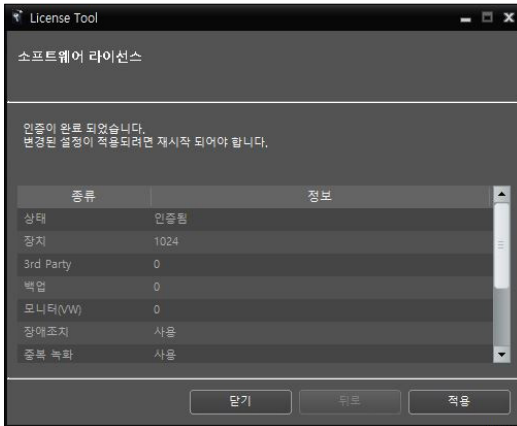 License Tool
소프트웨어 라이선스
인증이 완료 되었습니다.
변경된 설정이 적용되려면 재시작 되어야 합니다.
종류 정보
상태 인증됨
장치 1024
3rd Party 0
백업 0
모니터(VW) 0
장애조치 사용
중복 녹화 사용
닫기 뒤로 적용